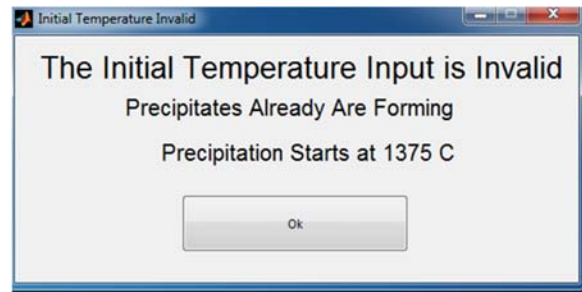 Initial Temperature Invalid
The Initial Temperature Input is Invalid
Precipitates Already Are Forming
Precipitation Starts at 1375 C
Ok